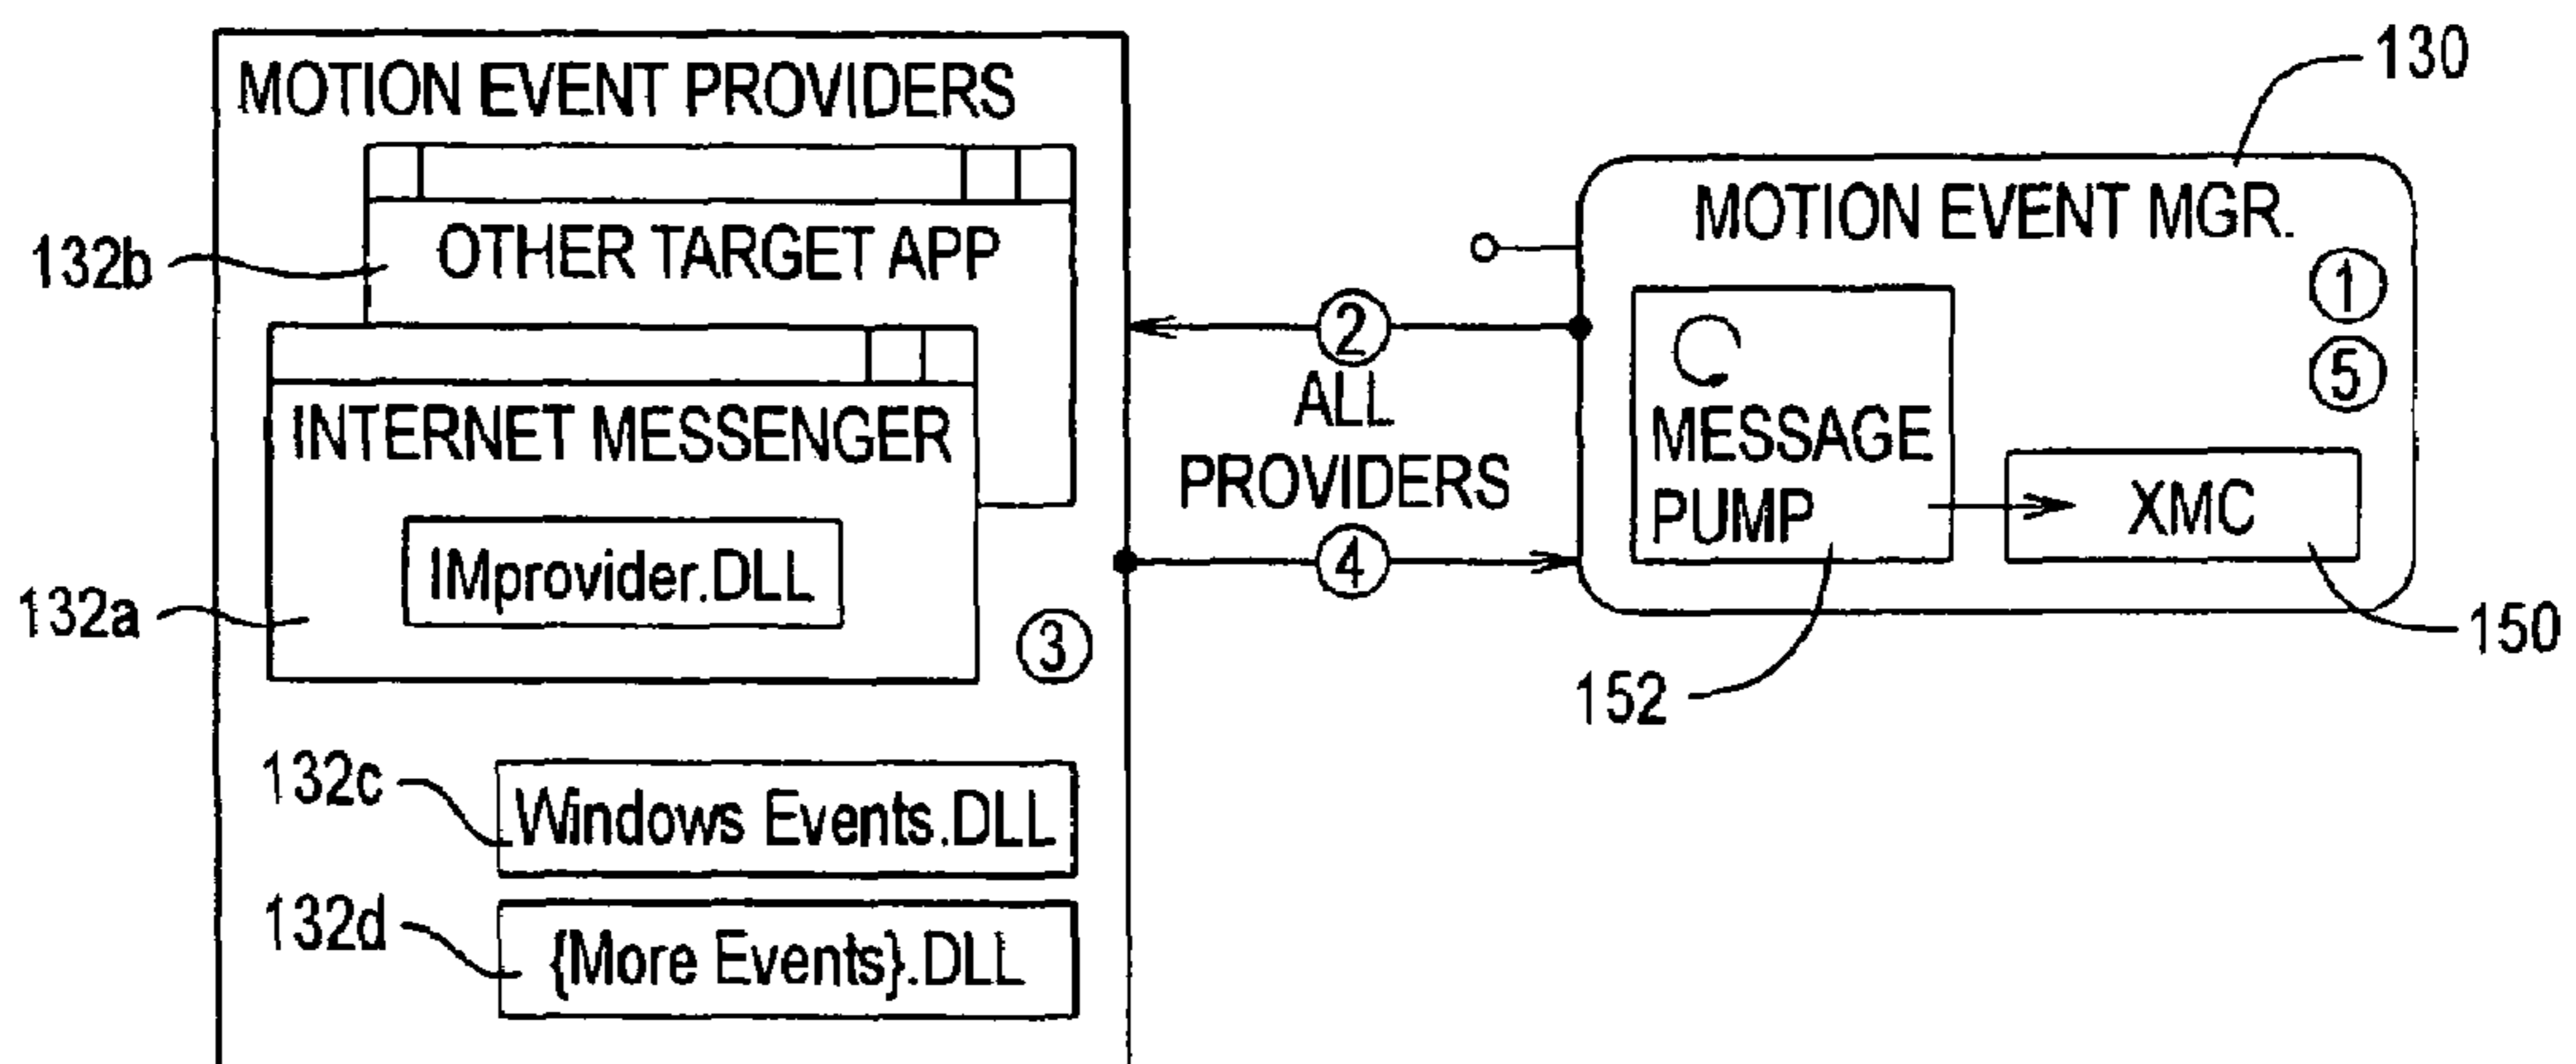 MOTION EVENT PROVIDERS
132b
OTHER TARGET APP
INTERNET MESSENGER
IMprovider.DLL
132a
3
132c
Windows Events.DLL
132d
{More Events}.DLL
2
ALL
PROVIDERS
4
130
MOTION EVENT MGR.
1
5
MESSAGE
PUMP
XMC
152
150